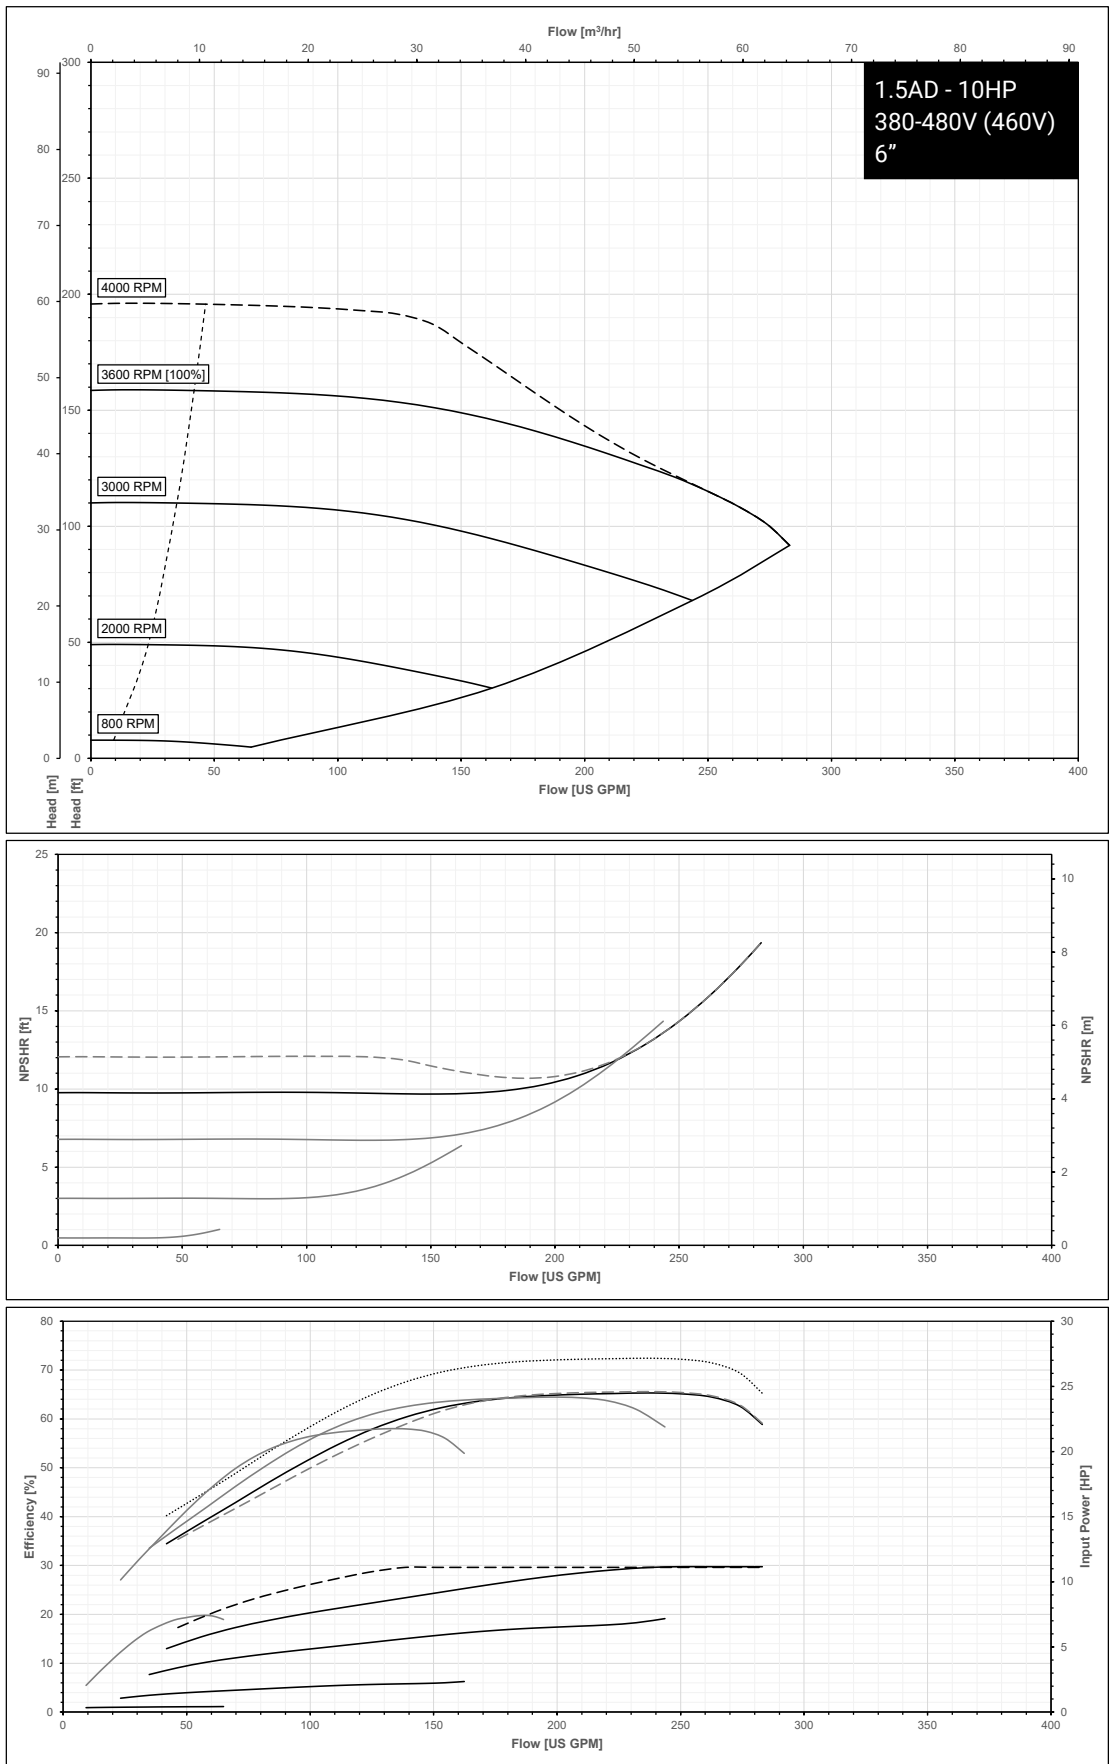 Flow [m³/hr]
0 10 20 30 40 50 60 70 80 90
1.5AD - 10HP
380-480V (460V)
6”
90
80
70
60
50
40
30
20
10
0
300
250
200
150
100
50
0
4000 RPM
3600 RPM [100%]
3000 RPM
2000 RPM
800 RPM
0 50 100 150 200 250 300 350 400
Flow [US GPM]
Head [m]
Head [ft]
25
20
15
10
5
0
NPSHR [ft]
10
8
6
4
2
0
NPSHR [m]
0 50 100 150 200 250 300 350 400
Flow [US GPM]
80
70
60
50
40
30
20
10
0
Efficiency [%]
30
25
20
15
10
5
0
Input Power [HP]
0 50 100 150 200 250 300 350 400
Flow [US GPM]